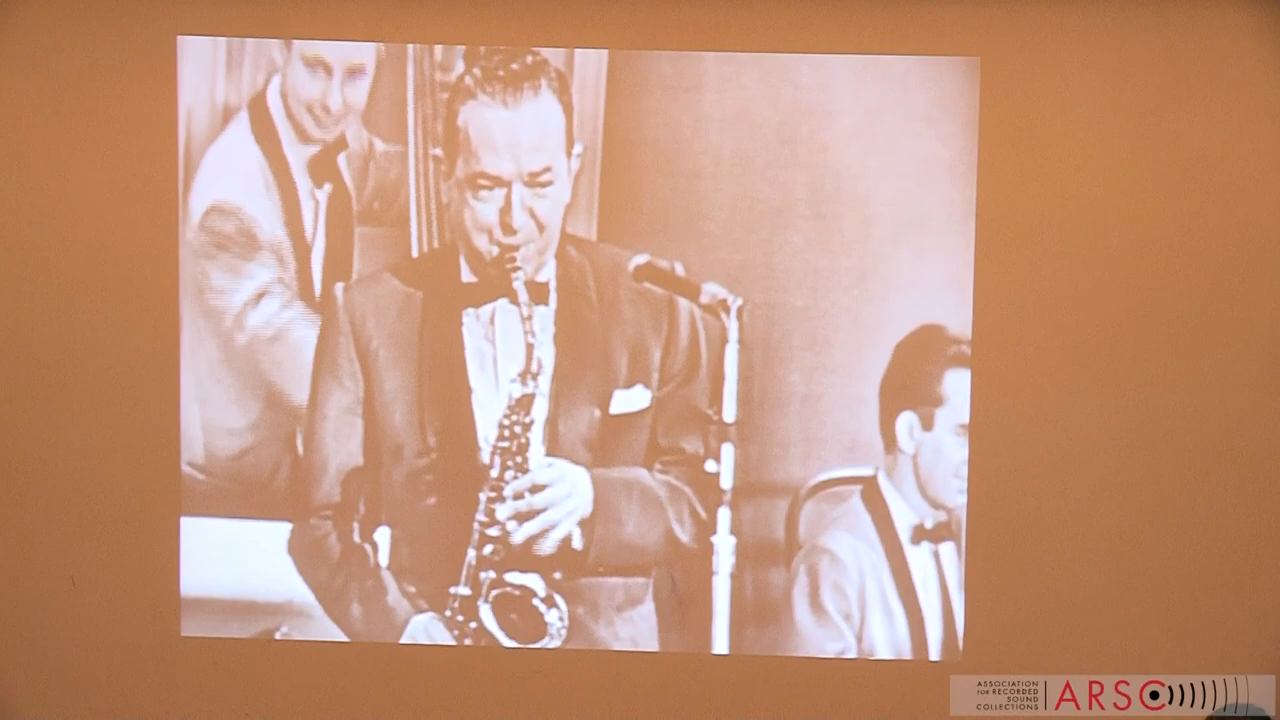 ASSOCIATION
FOR RECORDED
SOUND
COLLECTIONS
ARSC